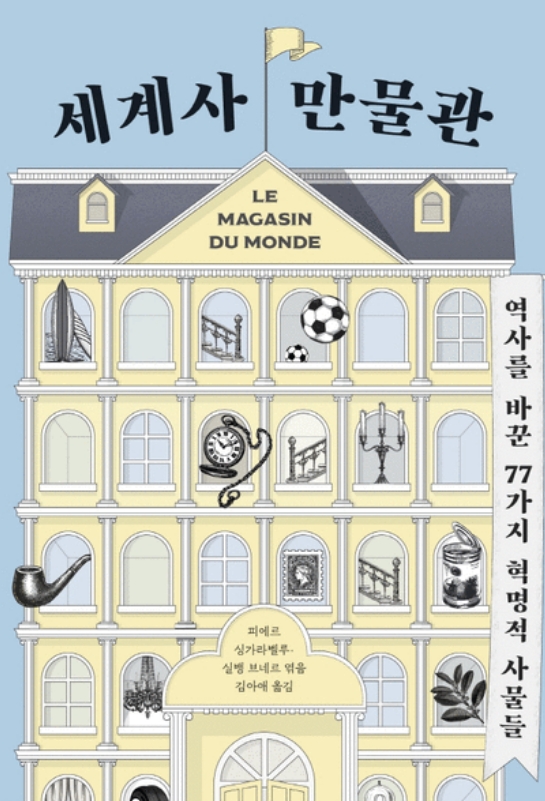 세계사 만물관
LE
MAGASIN
DU MONDE
역사를 바꾼 77가지 혁명적 사물들
피에르
싱가라벨루·
실뱅 브네르 엮음
김아애 옮김